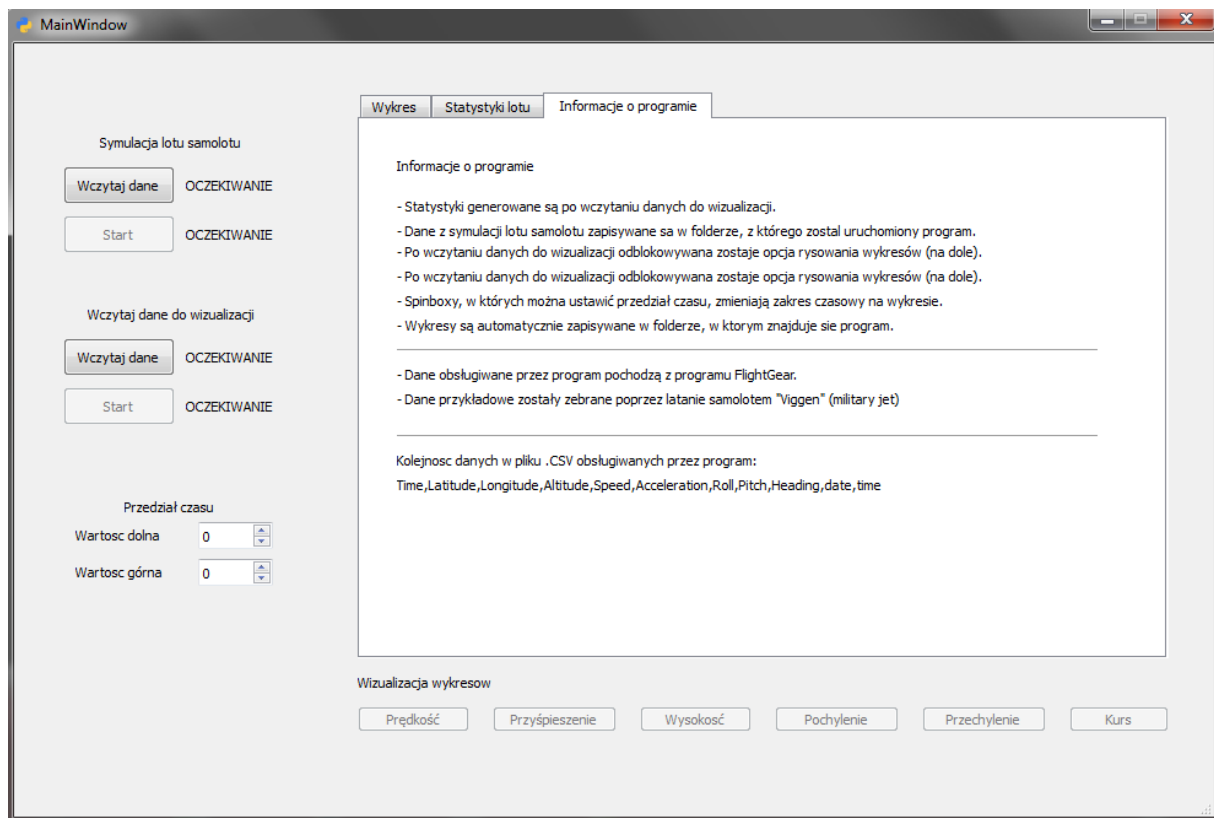 MainWindow
Wykres
Statystyki lotu
Informacje o programie
Symulacja lotu samolotu
Wczytaj dane
OCZEKIWANIE
Start
OCZEKIWANIE
Wczytaj dane do wizualizacji
Wczytaj dane
OCZEKIWANIE
Start
OCZEKIWANIE
Przedział czasu
Wartosc dolna
0
Wartosc górna
0
Informacje o programie
- Statystyki generowane są po wczytaniu danych do wizualizacji.
- Dane z symulacji lotu samolotu zapisywane sa w folderze, z którego zostal uruchomiony program.
- Po wczytaniu danych do wizualizacji odblokowywana zostaje opcja rysowania wykresów (na dole).
- Po wczytaniu danych do wizualizacji odblokowywana zostaje opcja rysowania wykresów (na dole).
- Spinboxy, w których można ustawić przedział czasu, zmieniają zakres czasowy na wykresie.
- Wykresy są automatycznie zapisywane w folderze, w ktorym znajduje sie program.
- Dane obsługiwane przez program pochodzą z programu FlightGear.
- Dane przykładowe zostały zebrane poprzez latanie samolotem "Viggen" (military jet)
Kolejnosc danych w pliku .CSV obsługiwanych przez program:
Time,Latitude,Longitude,Altitude,Speed,Acceleration,Roll,Pitch,Heading,date,time
Wizualizacja wykresow
Prędkość
Przyśpieszenie
Wysokosć
Pochylenie
Przechylenie
Kurs